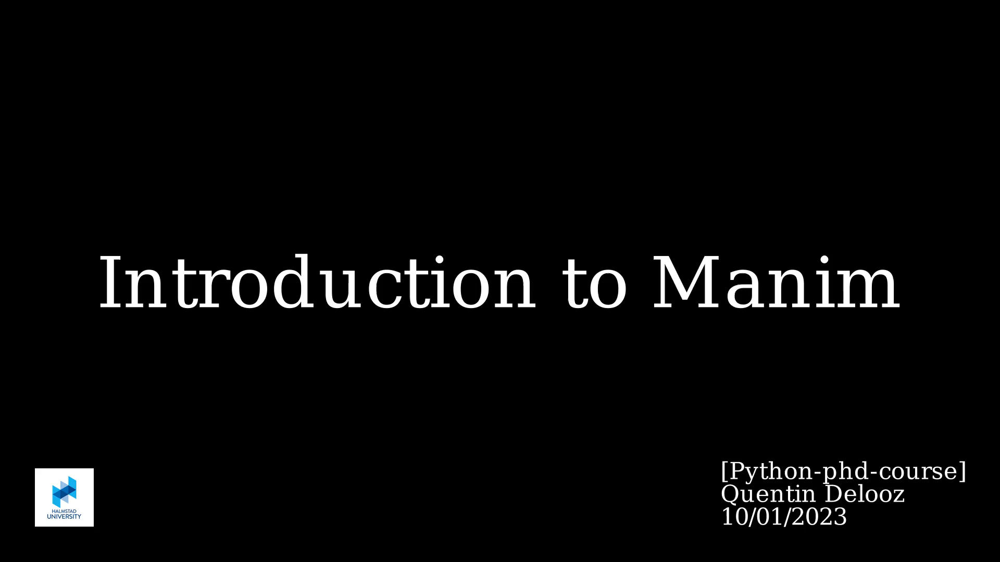 Introduction to Manim
[Python-phd-course]
Quentin Delooz
10/01/2023
HALMSTAD
UNIVERSITY